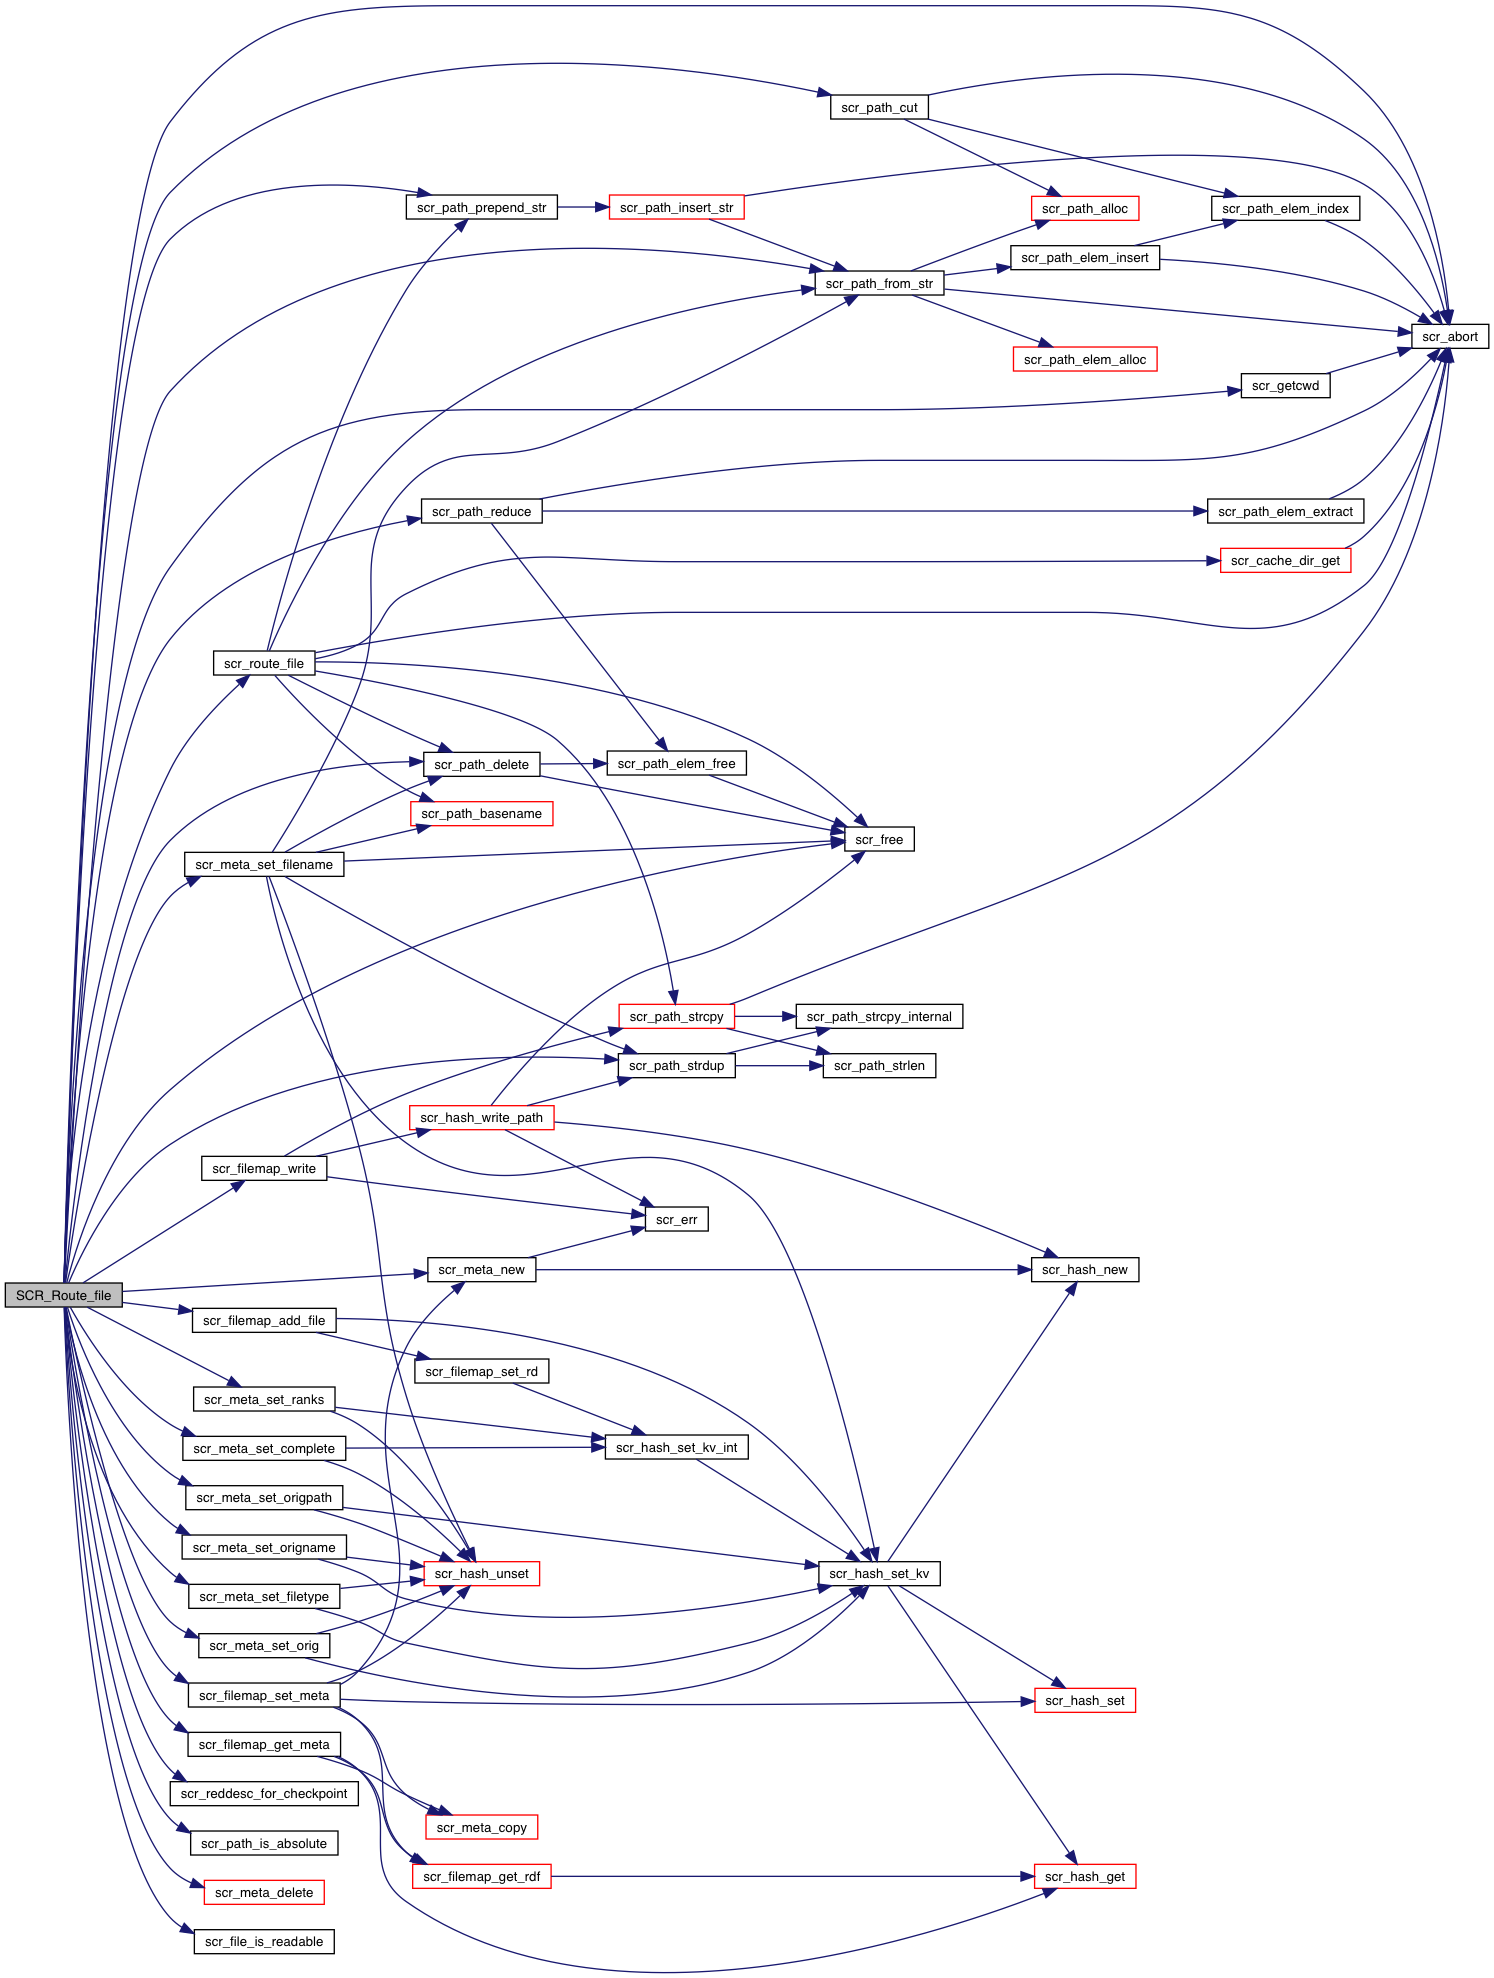 scr_path_cut
scr_path_prepend_str
scr_path_insert_str
scr_path_alloc
scr_path_elem_index
scr_path_elem_insert
scr_path_from_str
scr_abort
scr_path_elem_alloc
scr_getcwd
scr_path_reduce
scr_path_elem_extract
scr_cache_dir_get
scr_route_file
scr_path_delete
scr_path_elem_free
scr_path_basename
scr_free
scr_meta_set_filename
scr_path_strcpy
scr_path_strcpy_internal
scr_path_strdup
scr_path_strlen
scr_hash_write_path
scr_filemap_write
scr_err
scr_meta_new
scr_hash_new
SCR_Route_file
scr_filemap_add_file
scr_filemap_set_rd
scr_meta_set_ranks
scr_meta_set_complete
scr_hash_set_kv_int
scr_meta_set_origpath
scr_meta_set_origname
scr_hash_unset
scr_hash_set_kv
scr_meta_set_filetype
scr_meta_set_orig
scr_filemap_set_meta
scr_hash_set
scr_filemap_get_meta
scr_reddesc_for_checkpoint
scr_meta_copy
scr_path_is_absolute
scr_filemap_get_rdf
scr_hash_get
scr_meta_delete
scr_file_is_readable